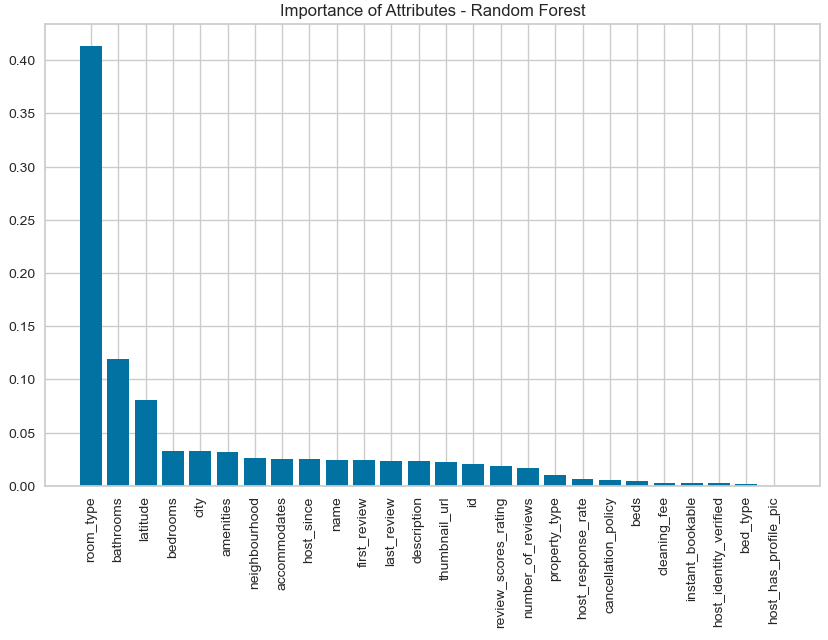 Importance of Attributes - Random Forest
0.40
0.35
0.30
0.25
0.20
0.15
0.10
0.05
0.00
room_type
bathrooms
latitude
bedrooms
city
amenities
neighbourhood
accommodates
host_since
name
first_review
last_review
description
thumbnail_url
id
review_scores_rating
number_of_reviews
property_type
host_response_rate
cancellation_policy
beds
cleaning_fee
instant_bookable
host_identity_verified
bed_type
host_has_profile_pic